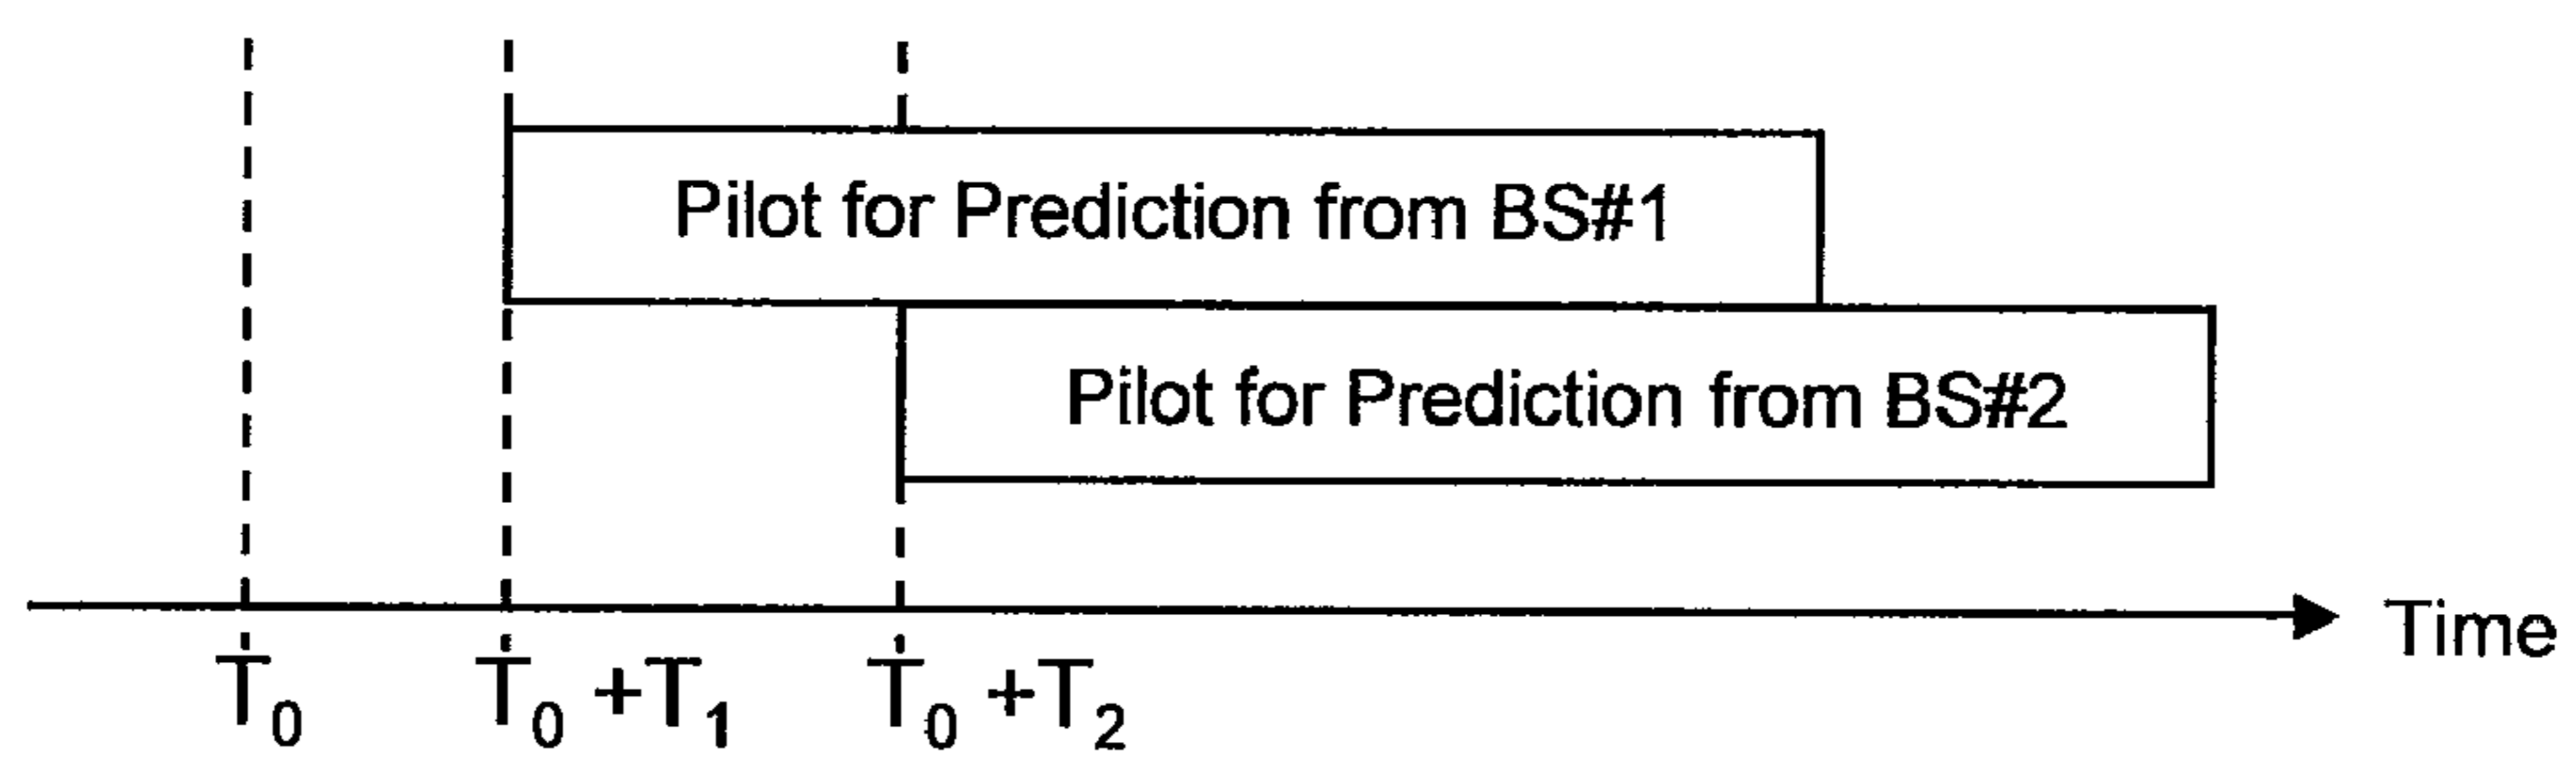 Pilot for Prediction from BS#1
Pilot for Prediction from BS#2
Time
T₀ T₀ +T₁ T₀ +T₂